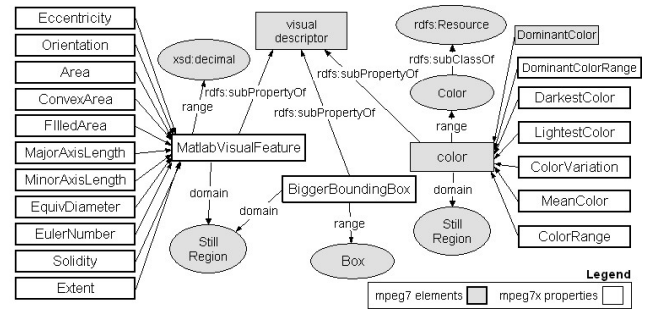 Eccentricity
Orientation
Area
ConvexArea
FIlledArea
MajorAxisLength
MinorAxisLength
EquivDiameter
EulerNumber
Solidity
Extent
xsd:decimal
range
MatlabVisualFeature
domain
Still
Region
visual
descriptor
rdfs:subPropertyOf
rdfs:subPropertyOf
rdfs:subPropertyOf
BiggerBoundingBox
domain
range
Box
rdfs:Resource
rdfs:subClassOf
Color
range
color
domain
Still
Region
DominantColor
DominantColorRange
DarkestColor
LightestColor
ColorVariation
MeanColor
ColorRange
Legend
mpeg7 elements
mpeg7x properties